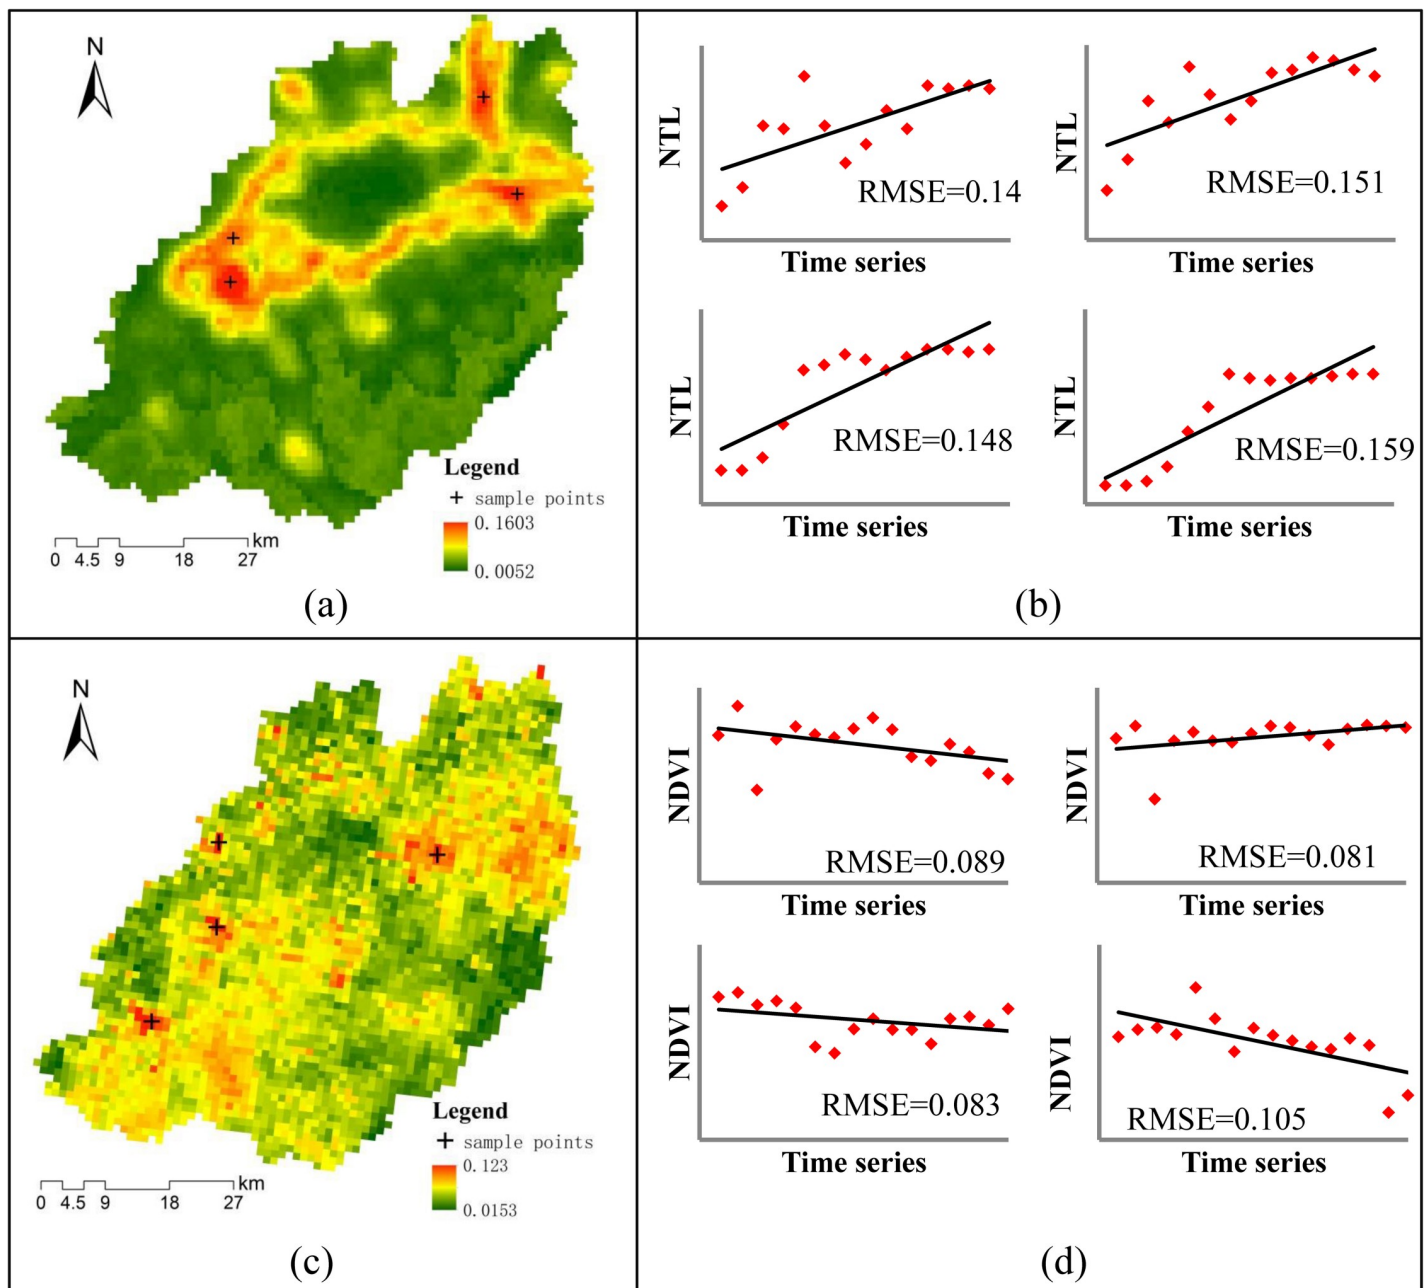 N
Legend
sample points
0.1603
0.0052
0 4.5 9 18 27 km
(a)
NTL
RMSE=0.14
Time series
NTL
RMSE=0.151
Time series
NTL
RMSE=0.148
Time series
NTL
RMSE=0.159
Time series
(b)
N
Legend
sample points
0.123
0.0153
0 4.5 9 18 27 km
(c)
NDVI
RMSE=0.089
Time series
NDVI
RMSE=0.081
Time series
NDVI
RMSE=0.083
Time series
NDVI
RMSE=0.105
Time series
(d)